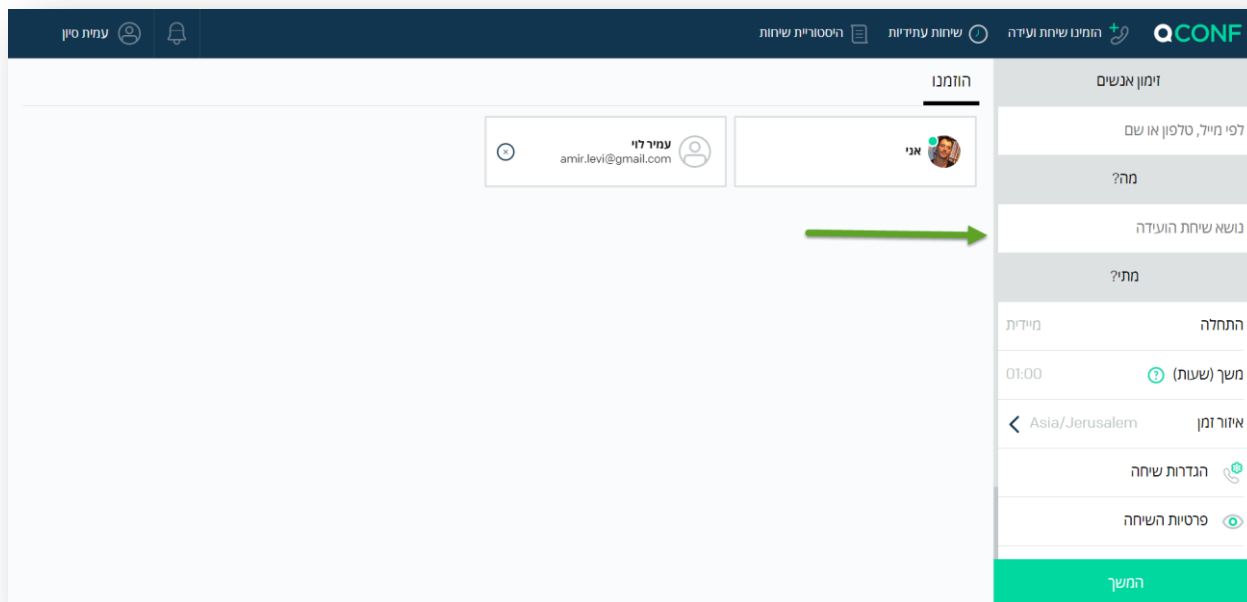 QCONF
הזמינו שיחת ועידה
שיחות עתידיות
היסטוריית שיחות
עמית סיון
זימון אנשים
לפי מייל, טלפון או שם
מה?
נושא שיחת הועידה
מתי?
התחלה מיידית
משך (שעות) ? 01:00
איזור זמן Asia/Jerusalem
הגדרות שיחה
פרטיות השיחה
המשך
הוזמנו
אני
עמיר לוי
amir.levi@gmail.com